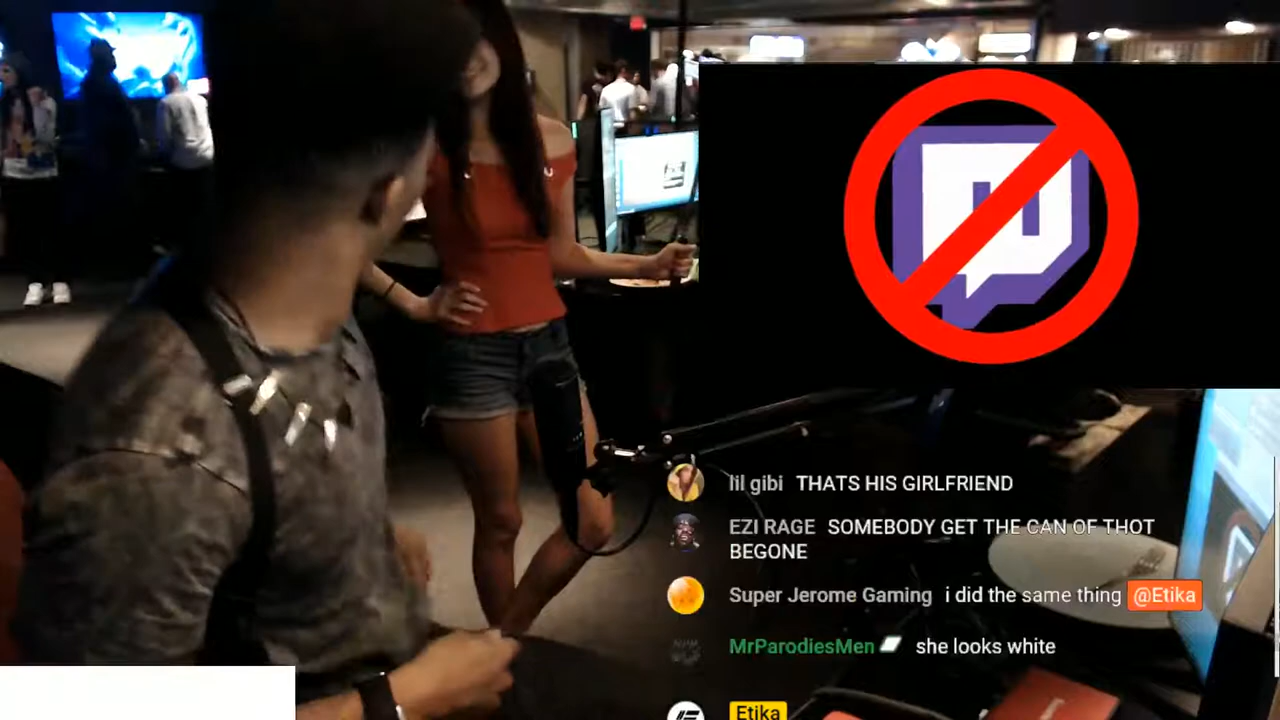 lil gibi THATS HIS GIRLFRIEND
EZI RAGE SOMEBODY GET THE CAN OF THOT
BEGONE
Super Jerome Gaming i did the same thing @Etika
MrParodiesMen she looks white
Etika